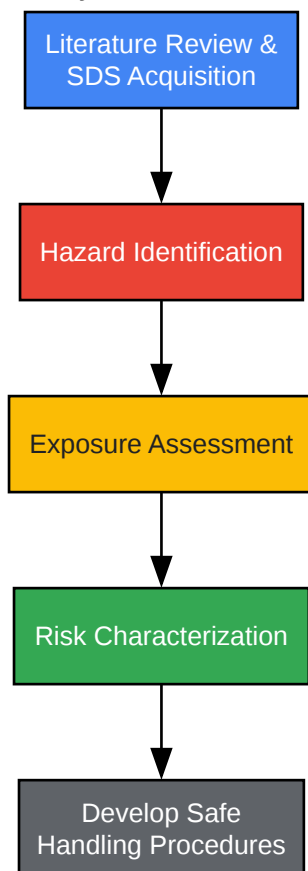 Literature Review &
SDS Acquisition
Hazard Identification
Exposure Assessment
Risk Characterization
Develop Safe
Handling Procedures